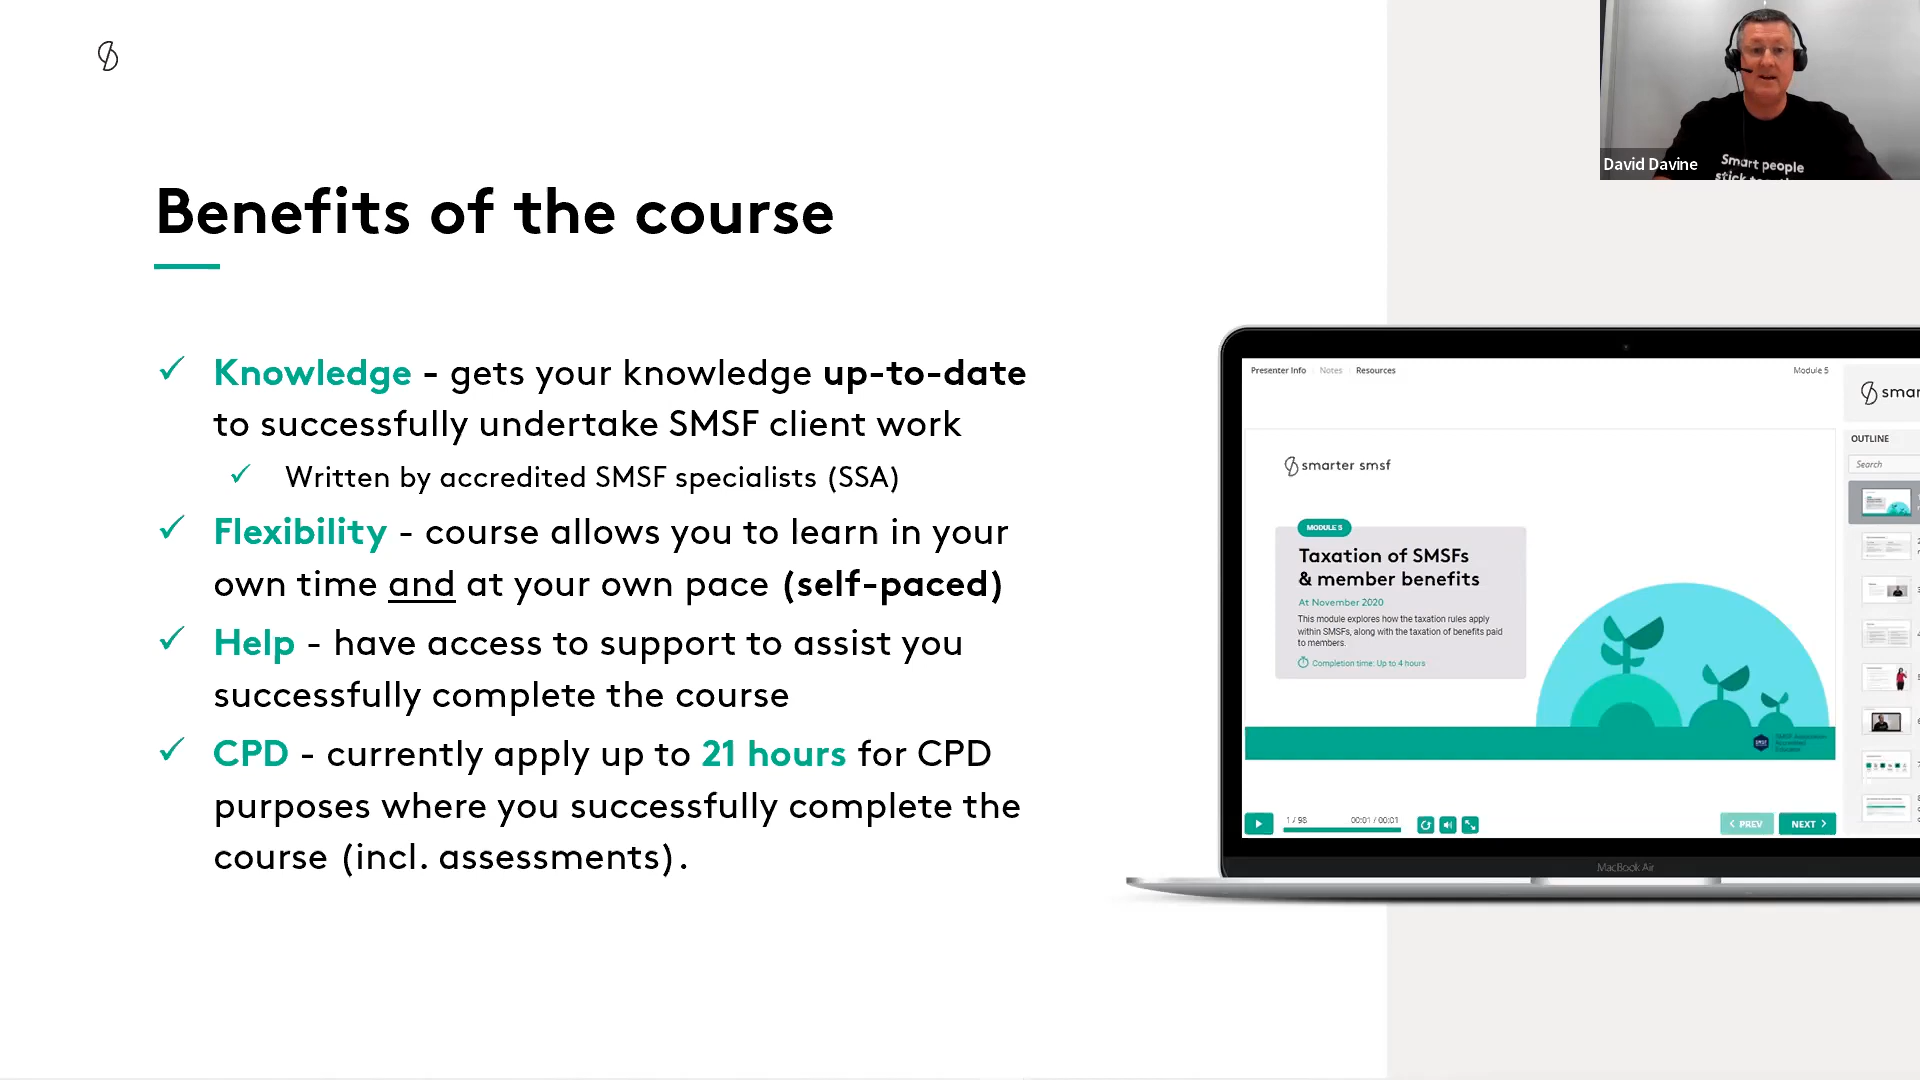 David Davine
Smart people
Benefits of the course
Knowledge - gets your knowledge up-to-date
to successfully undertake SMSF client work
Written by accredited SMSF specialists (SSA)
Flexibility - course allows you to learn in your
own time and at your own pace (self-paced)
Help - have access to support to assist you
successfully complete the course
CPD - currently apply up to 21 hours for CPD
purposes where you successfully complete the
course (incl. assessments).
Presenter Info Notes Resources
Module 5
OUTLINE
Search
smarter smsf
MODULE 5
Taxation of SMSFs
& member benefits
At November 2020
This module explores how the taxation rules apply
within SMSFs, along with the taxation of benefits paid
to members.
Completion time: Up to 4 hours
1 / 98
00:01 / 00:01
PREV
NEXT
MacBook Air